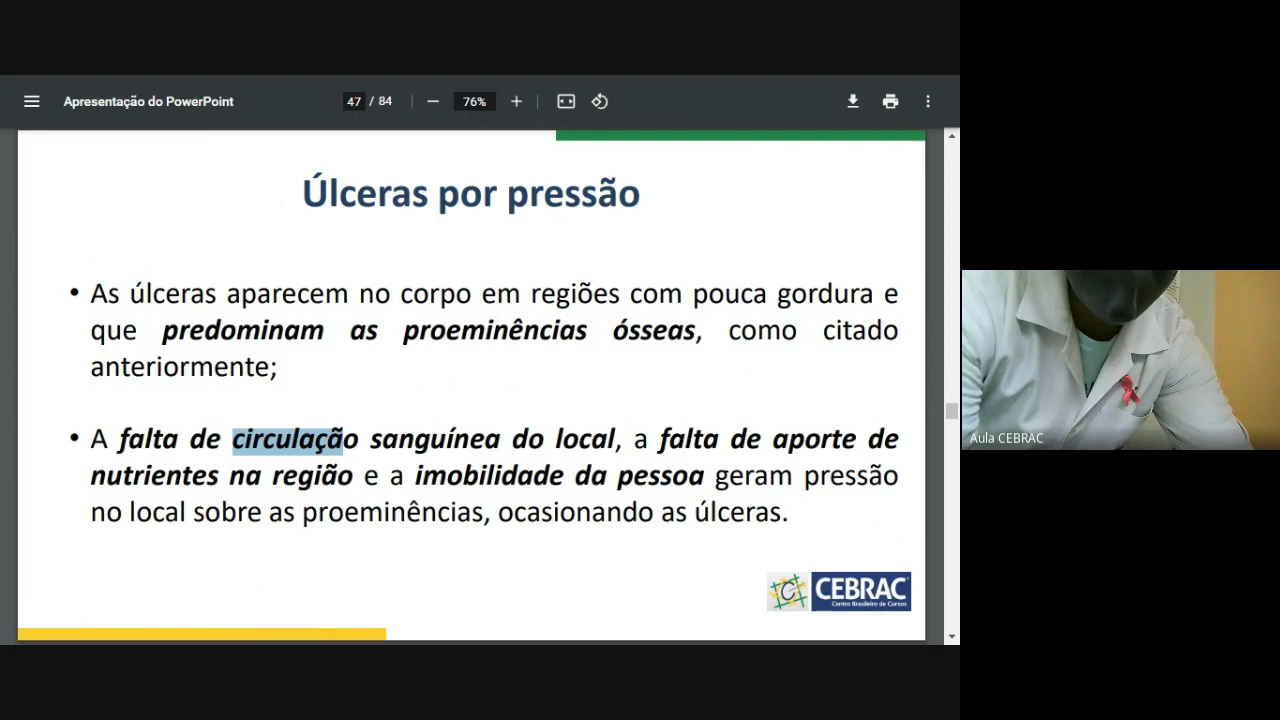 Apresentação do PowerPoint
47 / 84
76%
Úlceras por pressão
• As úlceras aparecem no corpo em regiões com pouca gordura e
que predominam as proeminências ósseas, como citado
anteriormente;
• A falta de circulação sanguínea do local, a falta de aporte de
nutrientes na região e a imobilidade da pessoa geram pressão
no local sobre as proeminências, ocasionando as úlceras.
C CEBRAC
Centro Brasileiro de Cursos
Aula CEBRAC